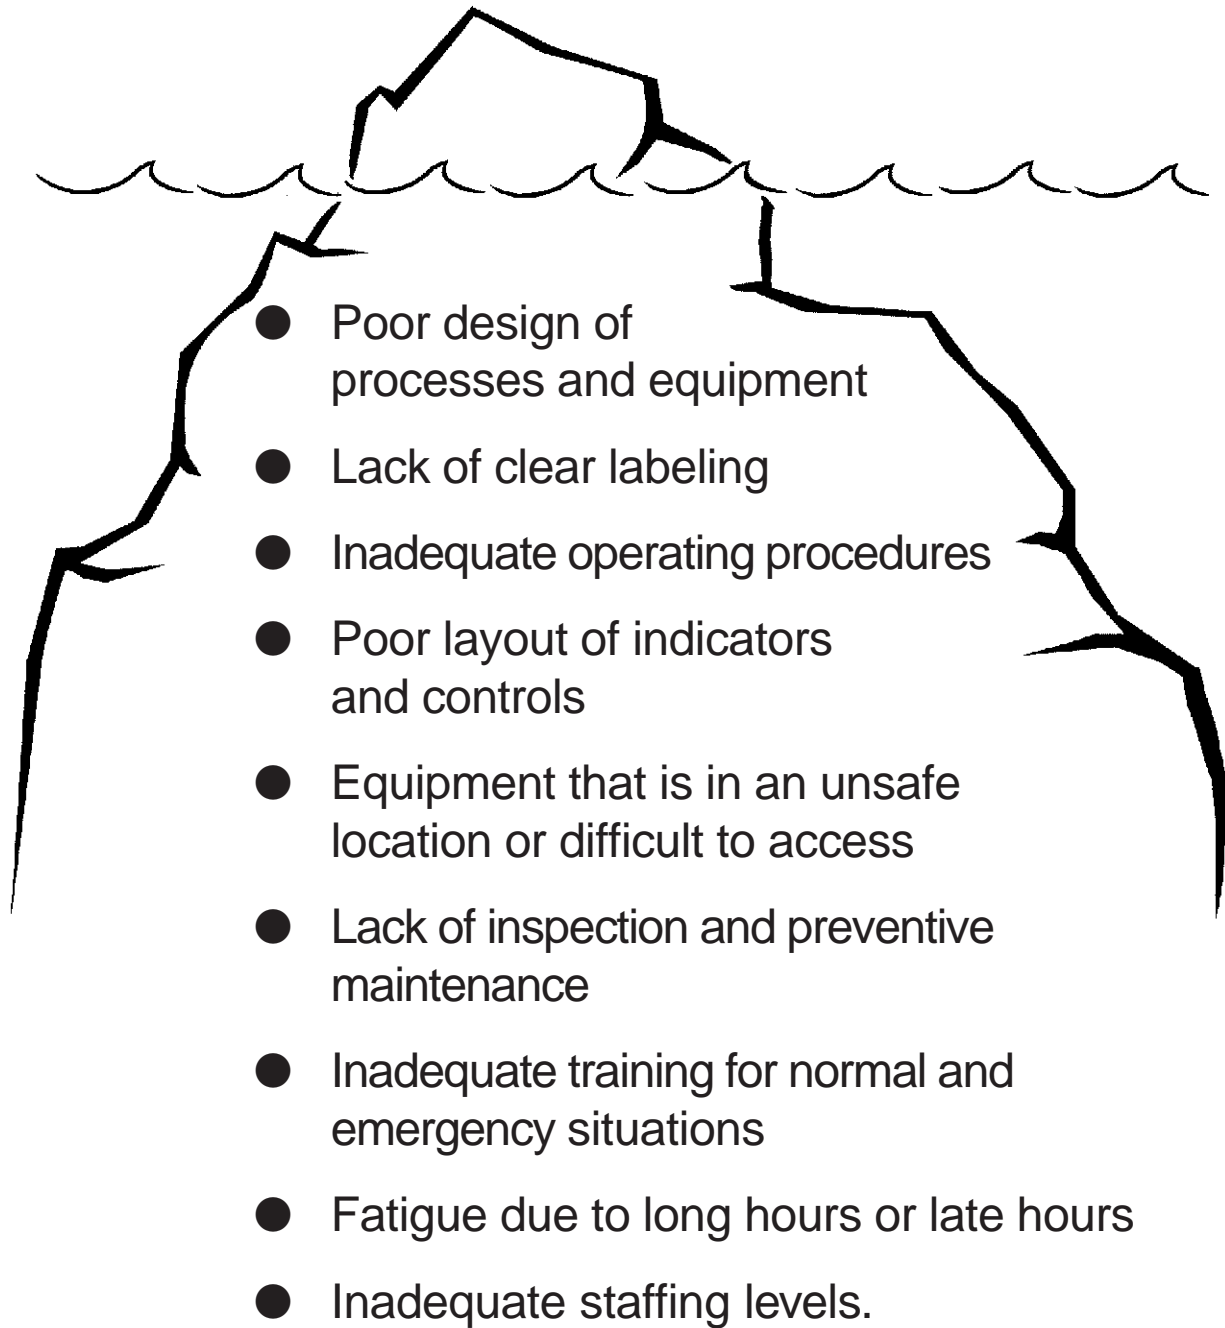 ● Poor design of
processes and equipment
● Lack of clear labeling
● Inadequate operating procedures
● Poor layout of indicators
and controls
● Equipment that is in an unsafe
location or difficult to access
● Lack of inspection and preventive
maintenance
● Inadequate training for normal and
emergency situations
● Fatigue due to long hours or late hours
● Inadequate staffing levels.